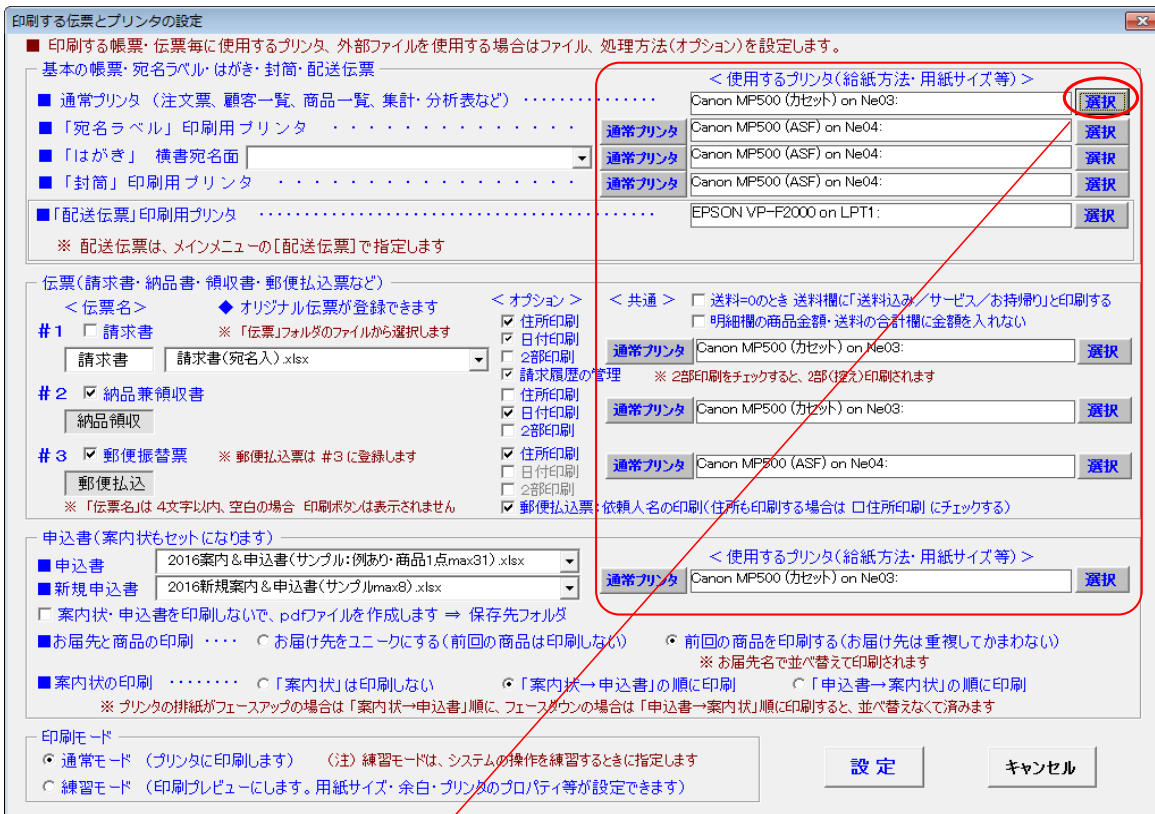 印刷する伝票とプリンタの設定
■ 印刷する帳票・伝票毎に使用するプリンタ、外部ファイルを使用する場合はファイル、処理方法(オプション)を設定します。
基本の帳票・宛名ラベル・はがき・封筒・配送伝票
＜使用するプリンタ(給紙方法・用紙サイズ等)＞
■ 通常プリンタ (注文票、顧客一覧、商品一覧、集計・分析表など) ・・・・・・・・・・・・・・・ Canon MP500 (カセット) on Ne03: 選択
■ 「宛名ラベル」印刷用プリンタ ・・・・・・・・・・・・・・・ 通常プリンタ Canon MP500 (ASF) on Ne04: 選択
■ 「はがき」 横書宛名面 通常プリンタ Canon MP500 (ASF) on Ne04: 選択
■ 「封筒」印刷用プリンタ ・・・・・・・・・・・・・・・・・・ 通常プリンタ Canon MP500 (ASF) on Ne04: 選択
■「配送伝票」印刷用プリンタ ・・・・・・・・・・・・・・・・・・・・・・・・・・・・・・・・・・・・・・・・ EPSON VP-F2000 on LPT1: 選択
※ 配送伝票は、メインメニューの[配送伝票]で指定します
伝票(請求書・納品書・領収書・郵便払込票など)
＜伝票名＞ ◆ オリジナル伝票が登録できます ＜オプション＞ ＜共通＞ 送料=0のとき 送料欄に「送料込み／サービス／お持帰り」と印刷する
明細欄の商品金額・送料の合計欄に金額を入れない
#1 請求書 ※ 「伝票」フォルダのファイルから選択します 住所印刷
日付印刷
請求書 請求書(宛名入).xlsx 2部印刷 通常プリンタ Canon MP500 (カセット) on Ne03: 選択
請求履歴の管理 ※ 2部印刷をチェックすると、2部(控え)印刷されます
#2 納品兼領収書 住所印刷
納品領収 日付印刷 通常プリンタ Canon MP500 (カセット) on Ne03: 選択
2部印刷
#3 郵便振替票 ※ 郵便払込票は #3に登録します 住所印刷
日付印刷 通常プリンタ Canon MP500 (ASF) on Ne04: 選択
郵便払込 2部印刷
※ 「伝票名」は 4文字以内、空白の場合 印刷ボタンは表示されません 郵便払込票:依頼人名の印刷(住所も印刷する場合は 口住所印刷 にチェックする)
申込書(案内状もセットになります)
■申込書 2016案内&申込書(サンプル:例あり・商品1点max31).xlsx ＜使用するプリンタ(給紙方法・用紙サイズ等)＞
■新規申込書 2016新規案内&申込書(サンプルmax8).xlsx 通常プリンタ Canon MP500 (カセット) on Ne03: 選択
案内状・申込書を印刷しないで、pdfファイルを作成します ⇒ 保存先フォルダ
■お届先と商品の印刷 ・・・・ お届け先をユニークにする(前回の商品は印刷しない) 前回の商品を印刷する(お届け先は重複してかまわない)
※ お届先名で並べ替えて印刷されます
■案内状の印刷 ・・・・・・・・ 「案内状」は印刷しない 「案内状→申込書」の順に印刷 「申込書→案内状」の順に印刷
※ プリンタの排紙がフェースアップの場合は「案内状→申込書」順に、フェースダウンの場合は「申込書→案内状」順に印刷すると、並べ替えなくて済みます
印刷モード
通常モード (プリンタに印刷します) (注) 練習モードは、システムの操作を練習するときに指定します
練習モード (印刷プレビューにします。用紙サイズ・余白・プリンタのプロパティ等が設定できます)
設定 キャンセル